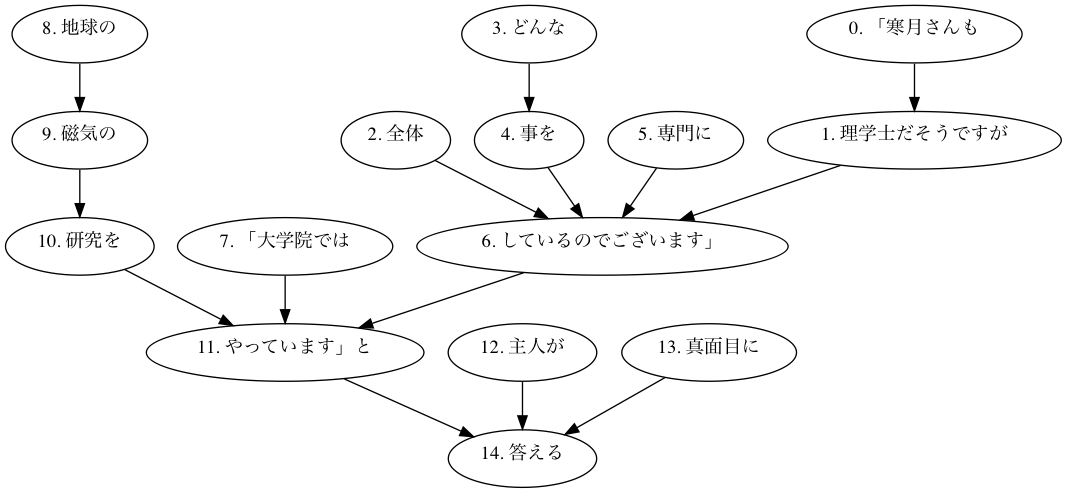 8. 地球の
3. どんな
0. 「寒月さんも
9. 磁気の
2. 全体
4. 事を
5. 専門に
1. 理学士だそうですが
10. 研究を
7. 「大学院では
6. しているのでございます」
11. やっています」と
12. 主人が
13. 真面目に
14. 答える